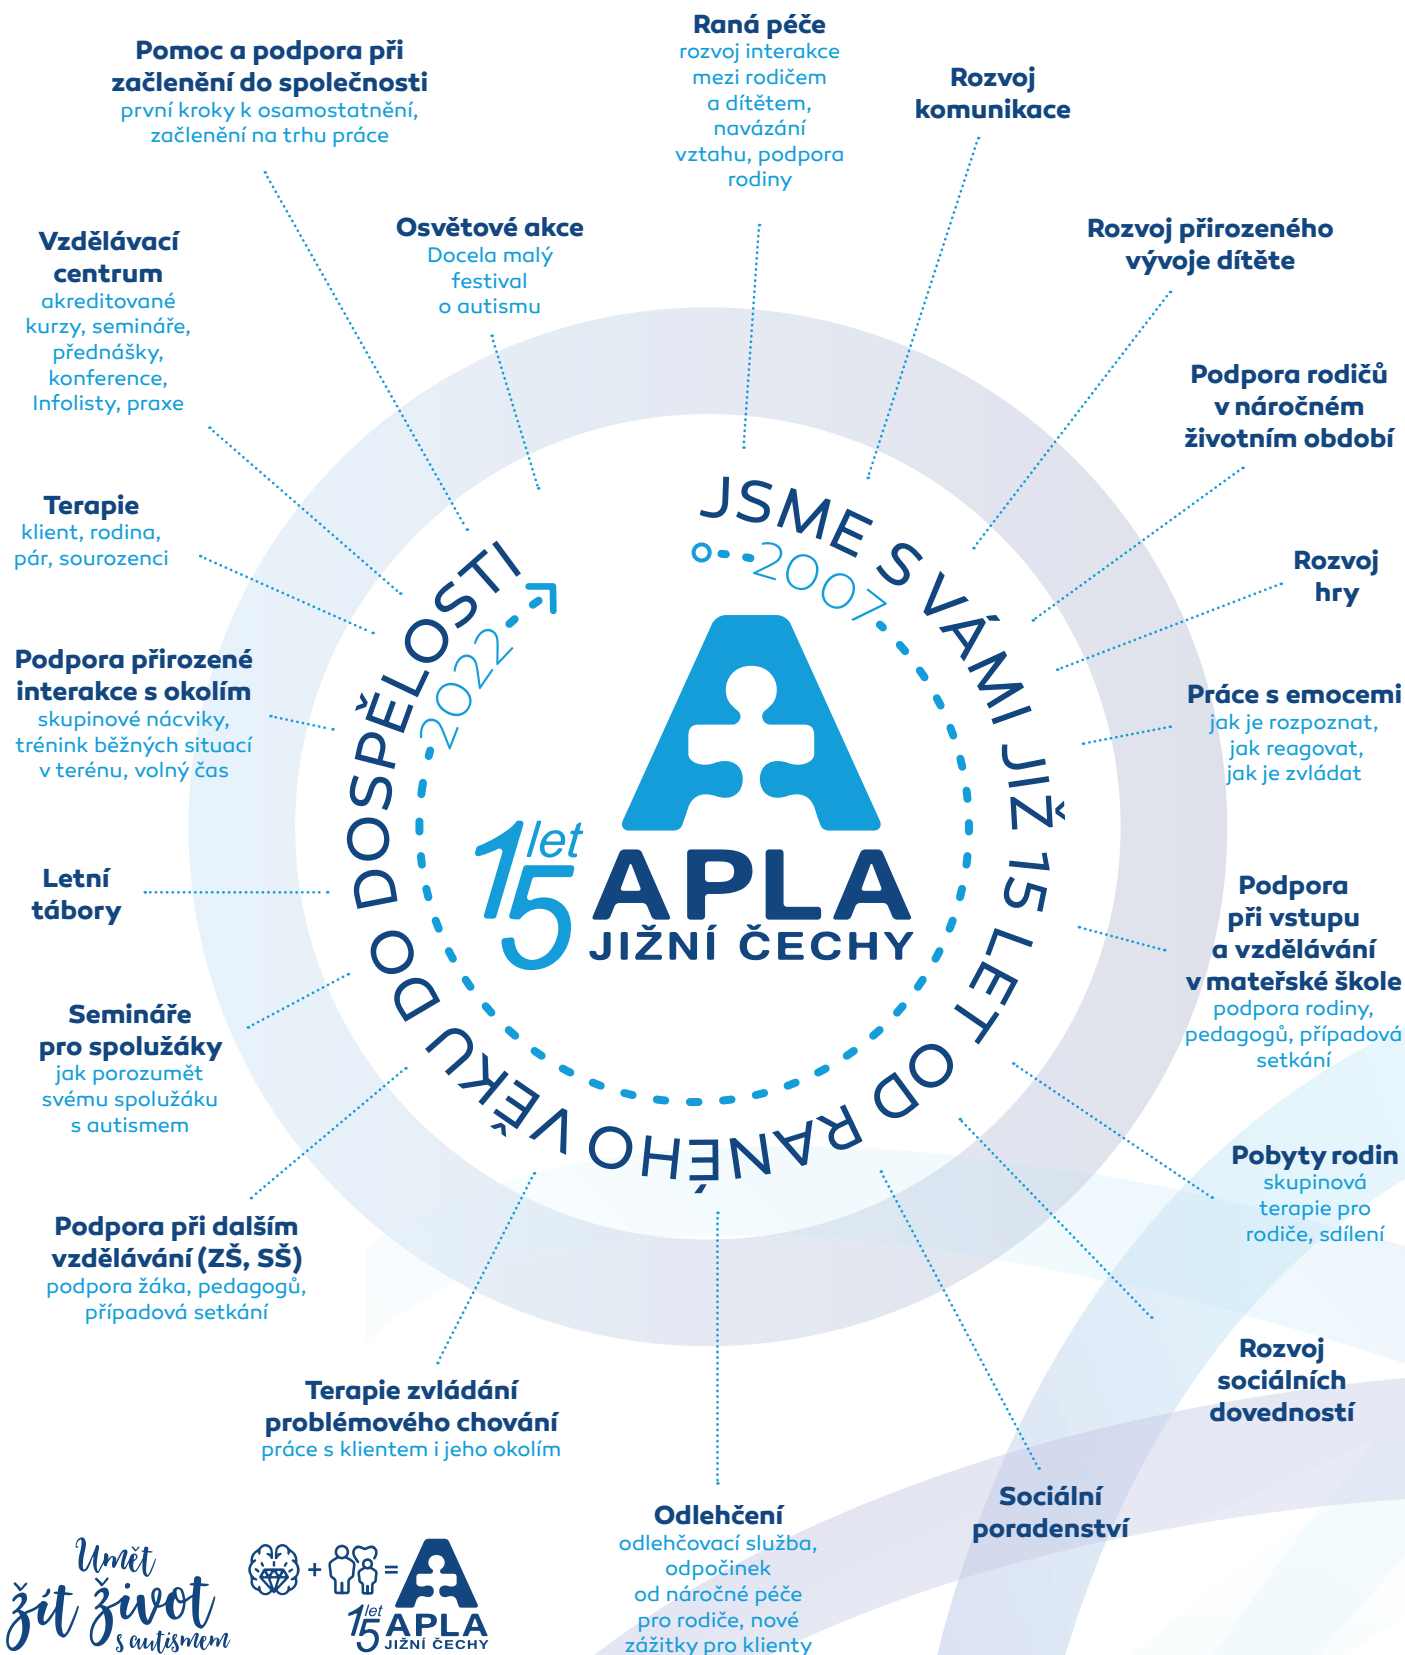 Raná péče
rozvoj interakce
mezi rodičem
a dítětem,
navázání
vztahu, podpora
rodiny
Rozvoj
komunikace
Rozvoj přirozeného
vývoje dítěte
Podpora rodičů
v náročném
životním období
Rozvoj
hry
Práce s emocemi
jak je rozpoznat,
jak reagovat,
jak je zvládat
Podpora
při vstupu
a vzdělávání
v mateřské škole
podpora rodiny,
pedagogů, případová
setkání
Pobyty rodin
skupinová
terapie pro
rodiče, sdílení
Rozvoj
sociálních
dovedností
Sociální
poradenství
Odlehčení
odlehčovací služba,
odpočinek
od náročné péče
pro rodiče, nové
zážitky pro klienty
Terapie zvládání
problémového chování
práce s klientem i jeho okolím
Podpora při dalším
vzdělávání (ZŠ, SŠ)
podpora žáka, pedagogů,
případová setkání
Semináře
pro spolužáky
jak porozumět
svému spolužáku
s autismem
Letní
tábory
Podpora přirozené
interakce s okolím
skupinové nácviky,
trénink běžných situací
v terénu, volný čas
Terapie
klient, rodina,
pár, sourozenci
Vzdělávací
centrum
akreditované
kurzy, semináře,
přednášky,
konference,
Infolisty, praxe
Pomoc a podpora při
začlenění do společnosti
první kroky k osamostatnění,
začlenění na trhu práce
Osvětové akce
Docela malý
festival
o autismu
JSME S VÁMI JIŽ 15 LET OD RANÉHO VĚKU DO DOSPĚLOSTI
2007
2022
15 let
APLA
JIŽNÍ ČECHY
Umět
žít život
s autismem
+ =
15 let
APLA
JIŽNÍ ČECHY